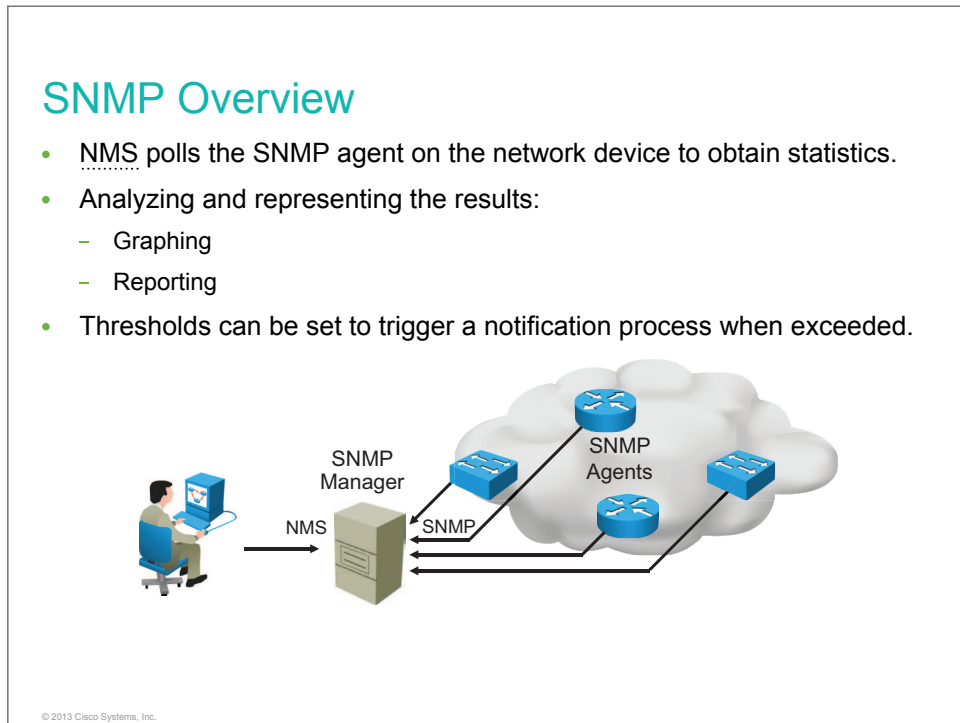 SNMP Overview
• NMS polls the SNMP agent on the network device to obtain statistics.
• Analyzing and representing the results:
– Graphing
– Reporting
• Thresholds can be set to trigger a notification process when exceeded.
SNMP
Manager
SNMP
Agents
NMS
SNMP
© 2013 Cisco Systems, Inc.